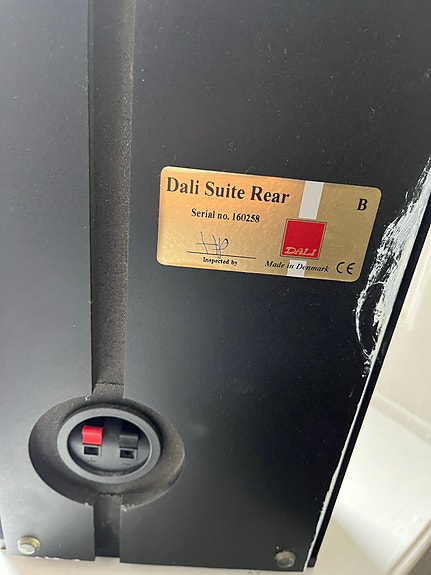 Dali Suite Rear
B
Serial no. 160258
DALI
Inspected by
Made in Denmark CE